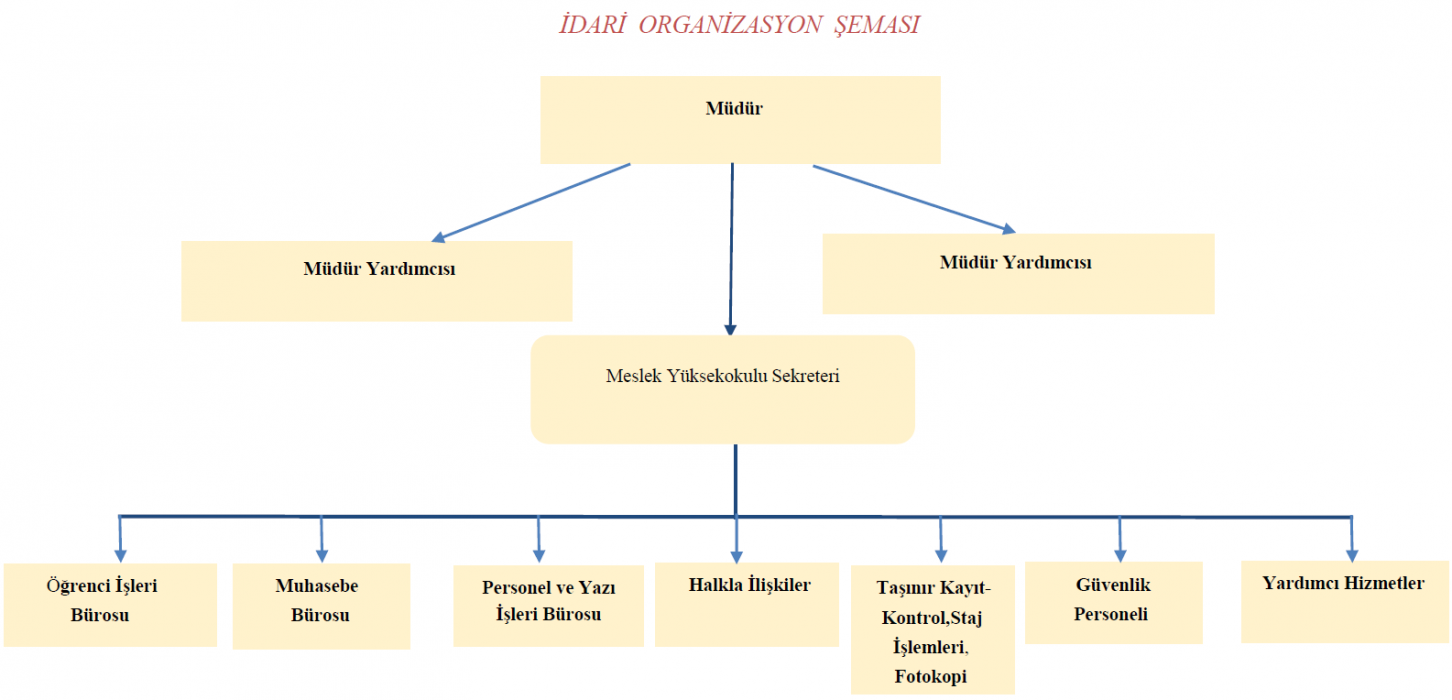 İDARİ ORGANİZASYON ŞEMASI
Müdür
Müdür Yardımcısı
Müdür Yardımcısı
Meslek Yüksekokulu Sekreteri
Öğrenci İşleri
Bürosu
Muhasebe
Bürosu
Personel ve Yazı
İşleri Bürosu
Halkla İlişkiler
Taşınır Kayıt-
Kontrol,Staj
İşlemleri,
Fotokopi
Güvenlik
Personeli
Yardımcı Hizmetler